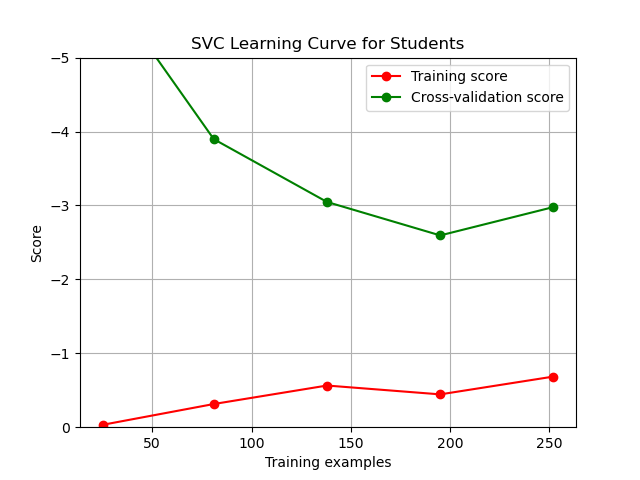 SVC Learning Curve for Students
Training score
Cross-validation score
−5
−4
−3
−2
−1
0
Score
50
100
150
200
250
Training examples